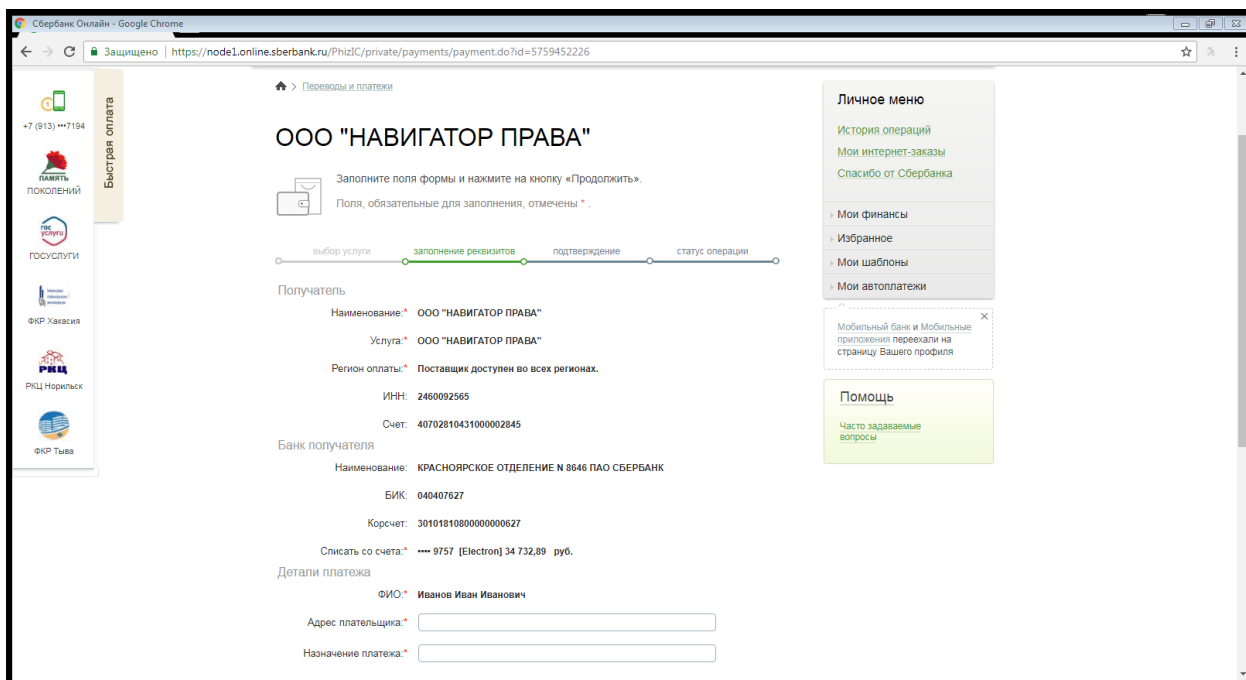 Сбербанк Онлайн - Google Chrome
Защищено | https://node1.online.sberbank.ru/PhizIC/private/payments/payment.do?id=5759452226
+7 (913) •••7194
ПАМЯТЬ
ПОКОЛЕНИЙ
гос
услуги
ГОСУСЛУГИ
ФКР Хакасия
РКЦ
РКЦ Норильск
ФКР Тыва
Быстрая оплата
> Переводы и платежи
ООО "НАВИГАТОР ПРАВА"
Заполните поля формы и нажмите на кнопку «Продолжить».
Поля, обязательные для заполнения, отмечены * .
выбор услуги заполнение реквизитов подтверждение статус операции
Получатель
Наименование:* ООО "НАВИГАТОР ПРАВА"
Услуга:* ООО "НАВИГАТОР ПРАВА"
Регион оплаты:* Поставщик доступен во всех регионах.
ИНН: 2460092565
Счет: 40702810431000002845
Банк получателя
Наименование: КРАСНОЯРСКОЕ ОТДЕЛЕНИЕ N 8646 ПАО СБЕРБАНК
БИК: 040407627
Корсчет: 30101810800000000627
Списать со счета:* •••• 9757 [Electron] 34 732,89 руб.
Детали платежа
ФИО:* Иванов Иван Иванович
Адрес плательщика:*
Назначение платежа:*
Личное меню
История операций
Мои интернет-заказы
Спасибо от Сбербанка
Мои финансы
Избранное
Мои шаблоны
Мои автоплатежи
Мобильный банк и Мобильные
приложения переехали на
страницу Вашего профиля
Помощь
Часто задаваемые
вопросы